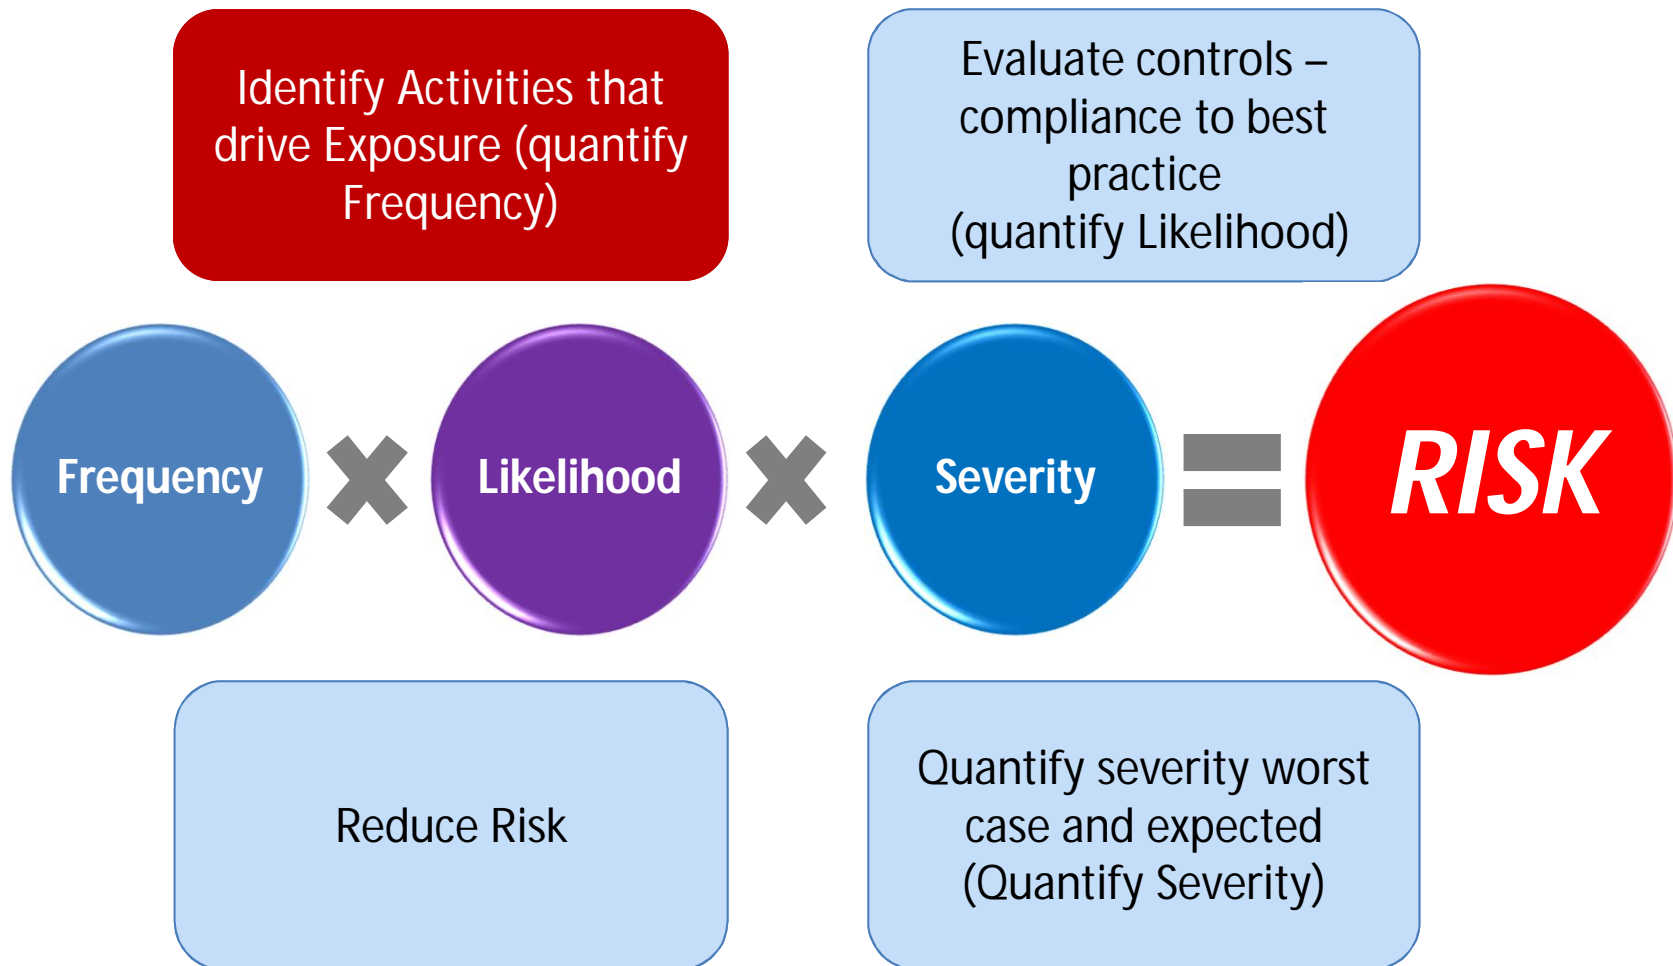 Identify Activities that
drive Exposure (quantify
Frequency)
Evaluate controls –
compliance to best
practice
(quantify Likelihood)
Frequency
Likelihood
Severity
RISK
Reduce Risk
Quantify severity worst
case and expected
(Quantify Severity)